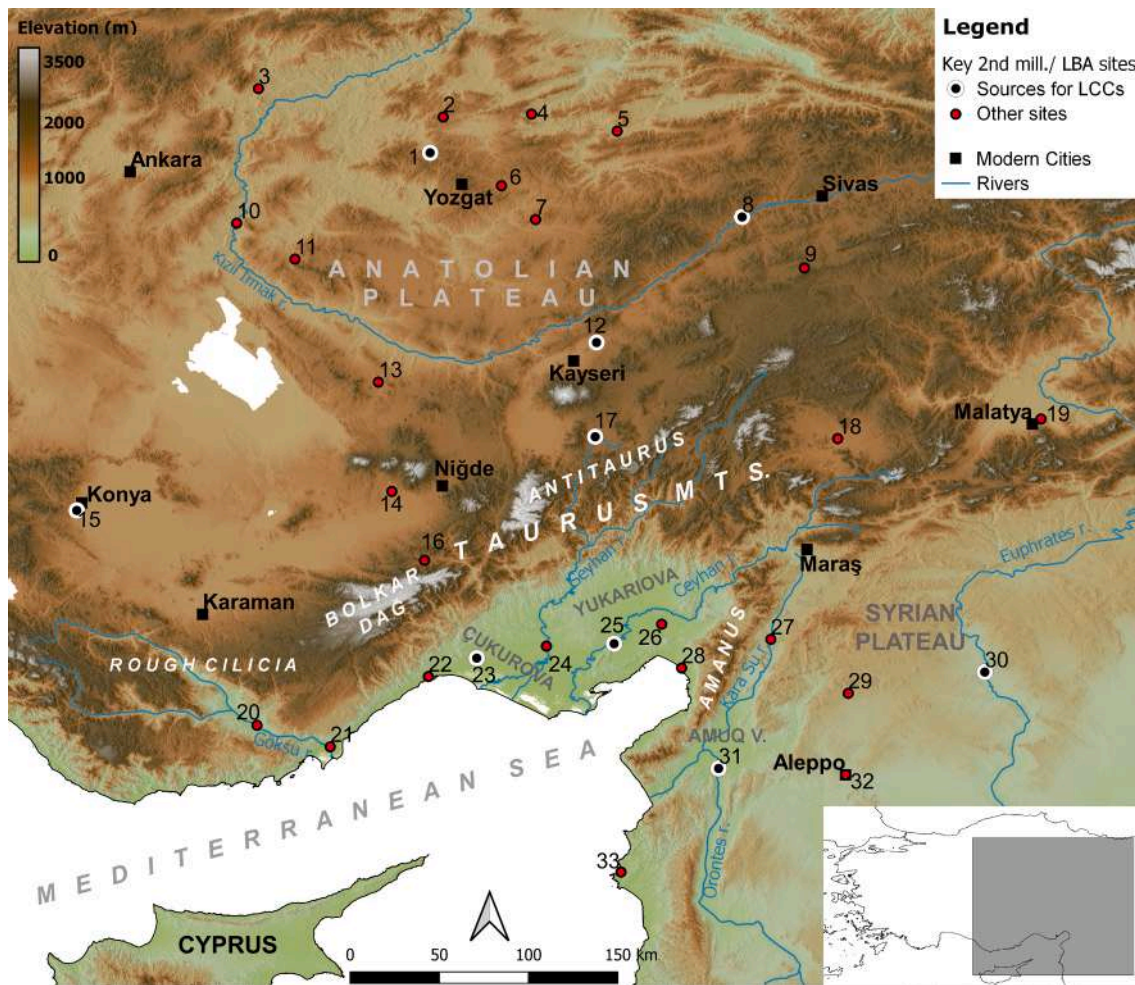 Elevation (m)
3500
2000
1000
0
Legend
Key 2nd mill./ LBA sites
Sources for LCCs
Other sites
Modern Cities
Rivers
3
2
4
5
1
Ankara
Yozgat
6
Sivas
7
8
10
11
9
ANATOLIAN
PLATEAU
Kızıl Irmak r.
12
Kayseri
13
17
18
Malatya
19
Niğde
ANTITAURUS
TAURUS MTS.
Konya
15
14
16
Euphrates r.
Maraş
BOLKAR
DAG
Seyhan r.
Ceyhan r.
YUKARIOVA
Karaman
SYRIAN
PLATEAU
ÇUKUROVA
25
26
27
AMANUS
ROUGH CILICIA
22
23
24
28
30
29
Kara Su r.
20
Göksu r.
21
AMUQ V.
31
Aleppo
32
MEDITERRANEAN SEA
Orontes r.
33
CYPRUS
0 50 100 150 km